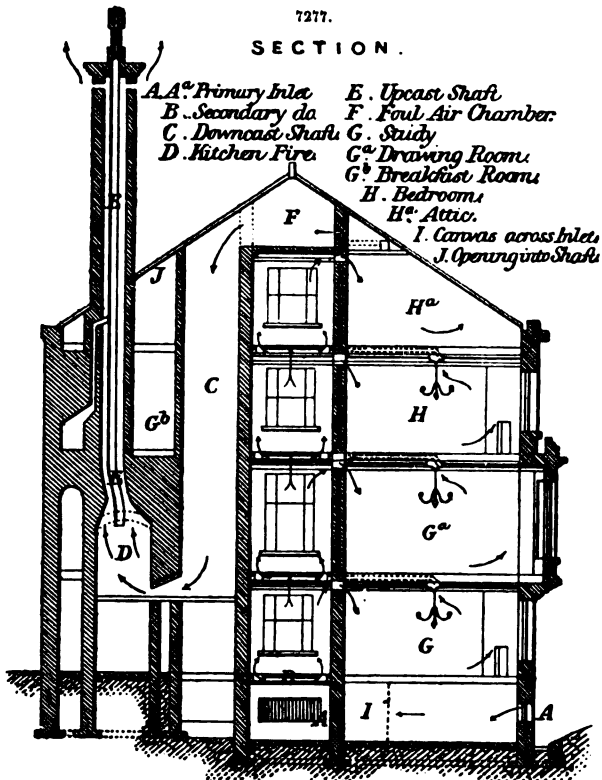 7277.
SECTION.
A.Aª. Primary Inlet
B. Secondary do
C. Downcast Shaft
D. Kitchen Fire.
E. Upcast Shaft
F. Foul Air Chamber.
G. Study
Gª. Drawing Room.
Gᵇ. Breakfast Room.
H. Bedroom.
Hª. Attic.
I. Canvas across Inlet.
J. Opening into Shaft
F
E
J
Hª
C
H
Gᵇ
E
Gª
D
G
B
A
I
A